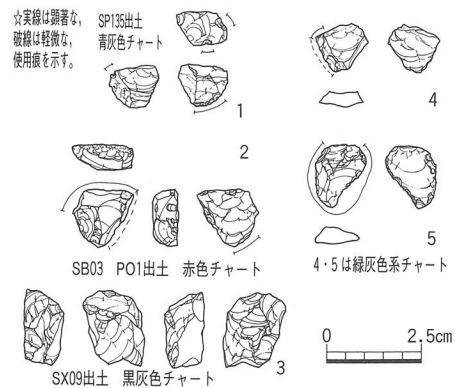 ☆実線は顕著な,
破線は軽微な,
使用痕を示す。
SP135出土
青灰色チャート
1
2
SB03 PO1出土 赤色チャート
SX09出土 黒灰色チャート
3
4
5
4・5は緑灰色系チャート
0 2.5cm